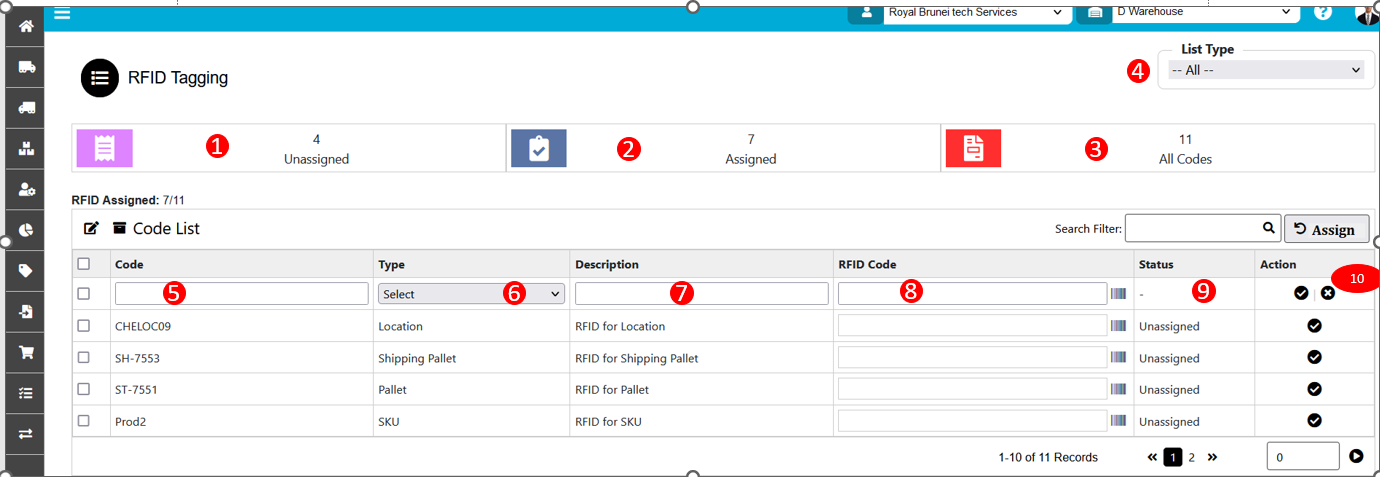 Royal Brunei tech Services
D Warehouse
?
RFID Tagging
4
List Type
-- All --
1
4
Unassigned
2
7
Assigned
3
11
All Codes
RFID Assigned: 7/11
Code List
Search Filter:
Assign
Code Type Description RFID Code Status Action
5 Select 6 7 8 - 9 10
CHELOC09 Location RFID for Location Unassigned
SH-7553 Shipping Pallet RFID for Shipping Pallet Unassigned
ST-7551 Pallet RFID for Pallet Unassigned
Prod2 SKU RFID for SKU Unassigned
1-10 of 11 Records « 1 2 » 0